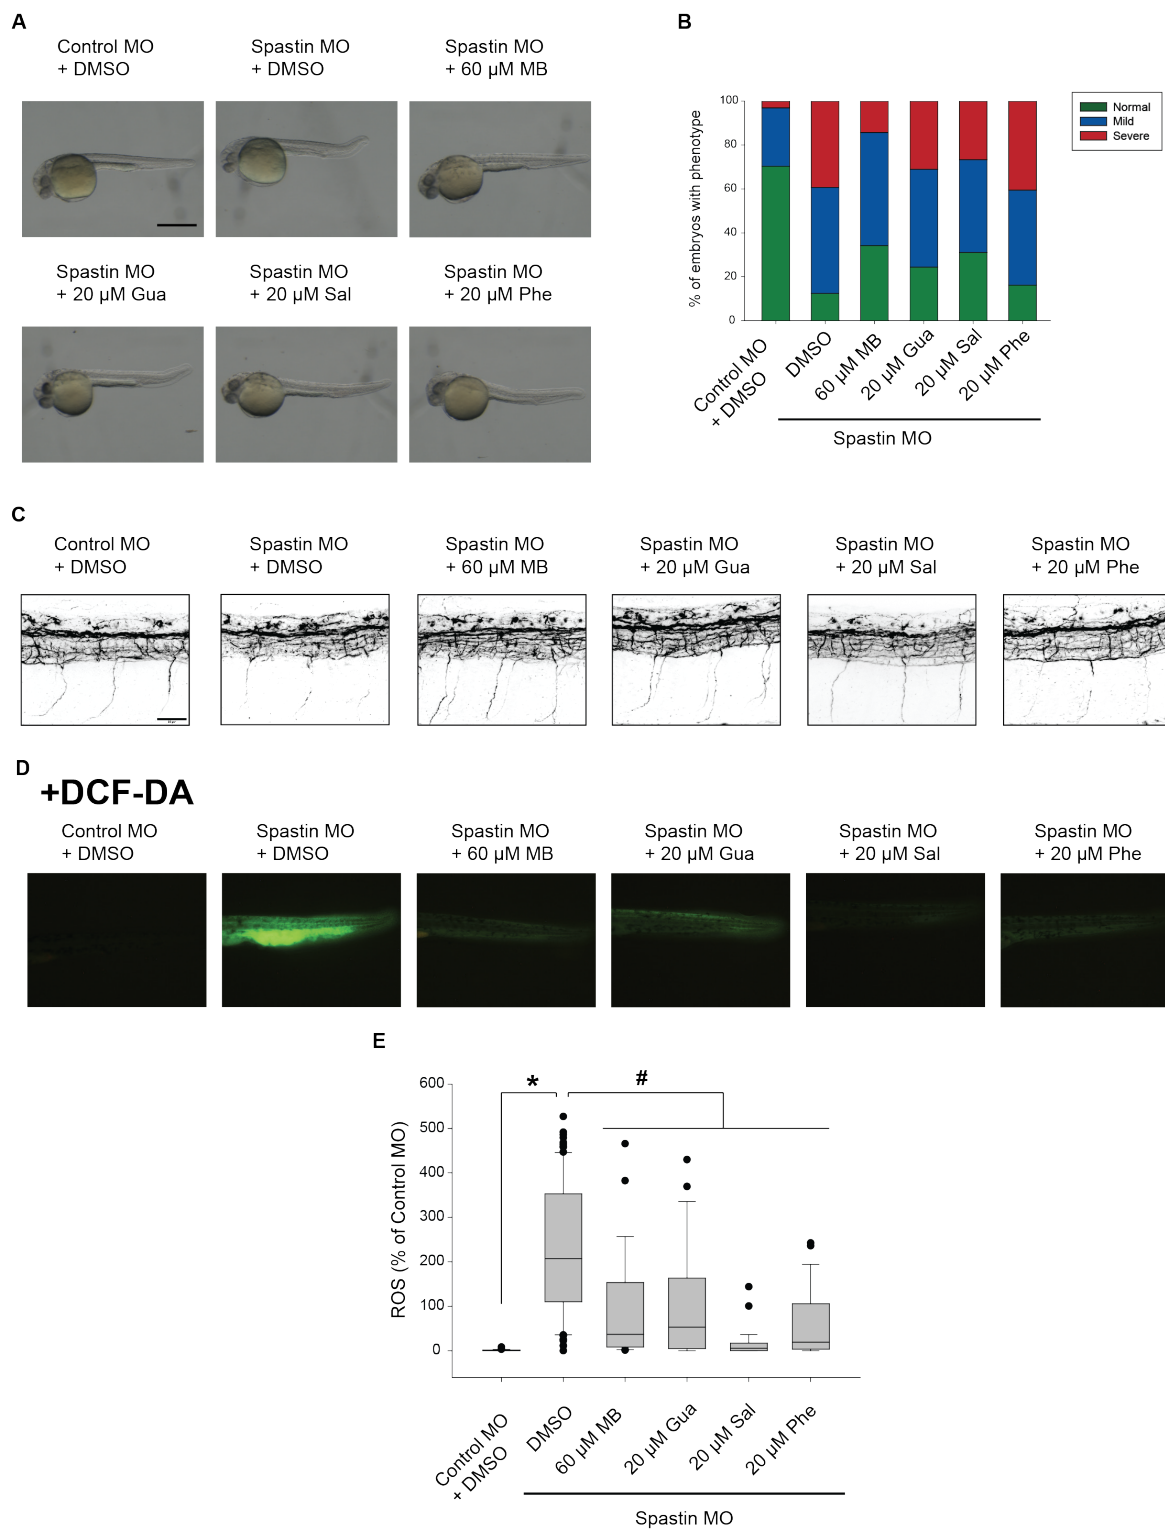 A
Control MO
+ DMSO
Spastin MO
+ DMSO
Spastin MO
+ 60 µM MB
Spastin MO
+ 20 µM Gua
Spastin MO
+ 20 µM Sal
Spastin MO
+ 20 µM Phe
B
% of embryos with phenotype
100
80
60
40
20
0
Normal
Mild
Severe
Control MO
+ DMSO
DMSO
60 µM MB
20 µM Gua
20 µM Sal
20 µM Phe
Spastin MO
C
Control MO
+ DMSO
Spastin MO
+ DMSO
Spastin MO
+ 60 µM MB
Spastin MO
+ 20 µM Gua
Spastin MO
+ 20 µM Sal
Spastin MO
+ 20 µM Phe
D
+DCF-DA
Control MO
+ DMSO
Spastin MO
+ DMSO
Spastin MO
+ 60 µM MB
Spastin MO
+ 20 µM Gua
Spastin MO
+ 20 µM Sal
Spastin MO
+ 20 µM Phe
E
ROS (% of Control MO)
600
500
400
300
200
100
0
*
#
Control MO
+ DMSO
DMSO
60 µM MB
20 µM Gua
20 µM Sal
20 µM Phe
Spastin MO